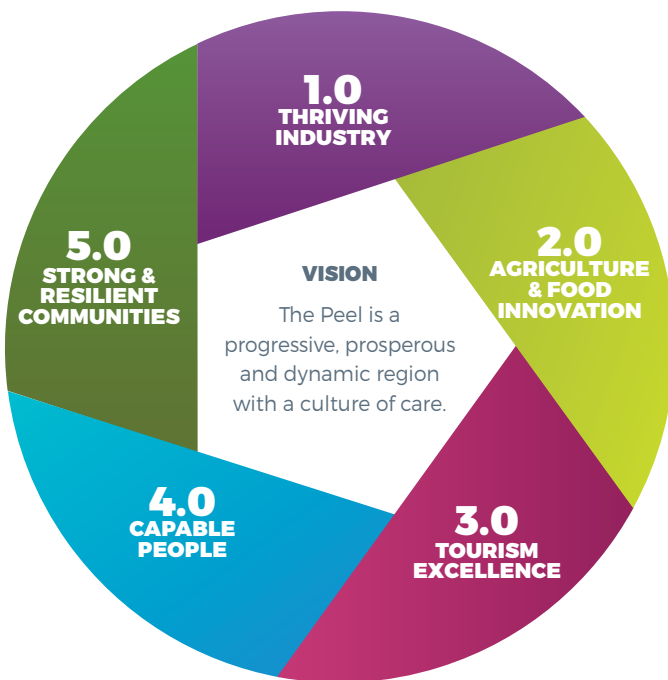 1.0
THRIVING
INDUSTRY
2.0
AGRICULTURE
& FOOD
INNOVATION
3.0
TOURISM
EXCELLENCE
4.0
CAPABLE
PEOPLE
5.0
STRONG &
RESILIENT
COMMUNITIES
VISION
The Peel is a
progressive, prosperous
and dynamic region
with a culture of care.